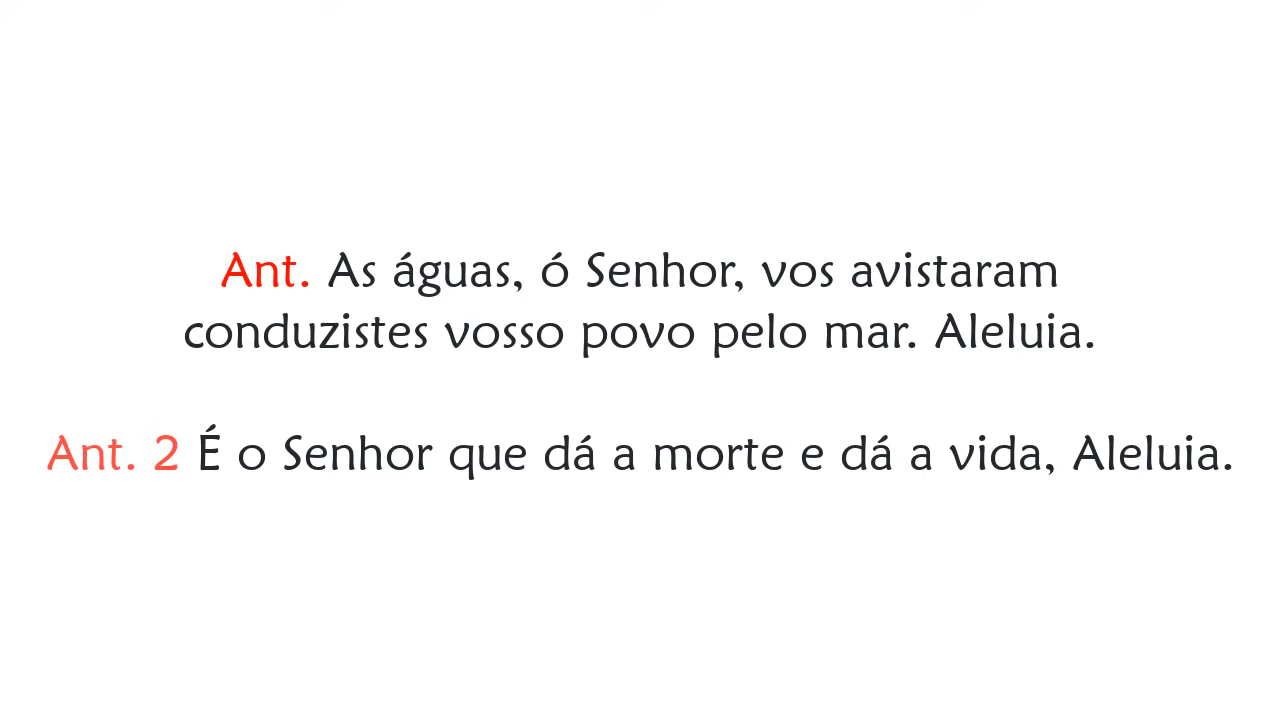 Ant. As águas, ó Senhor, vos avistaram
conduzistes vosso povo pelo mar. Aleluia.
Ant. 2 É o Senhor que dá a morte e dá a vida, Aleluia.